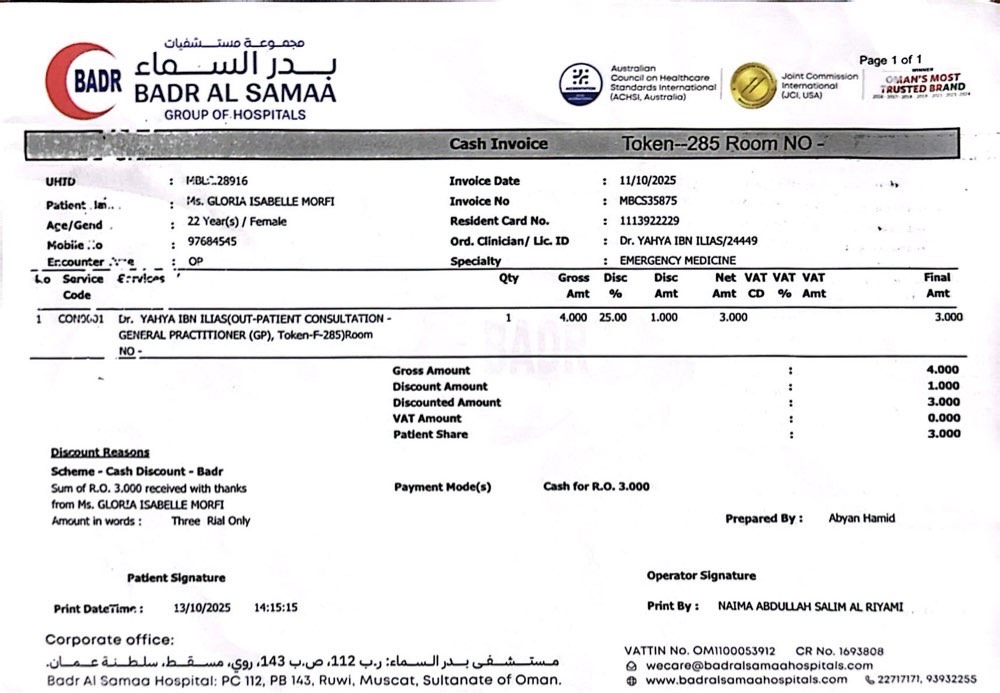 مجموعة مستشفيات
بدر السماء
BADR
BADR AL SAMAA
GROUP OF HOSPITALS
Australian
Council on Healthcare
Standards International
(ACHSI, Australia)
Joint Commission
International
(JCI, USA)
Page 1 of 1
WINNER
OMAN'S MOST
TRUSTED BRAND
Cash Invoice Token--285 Room NO -
UHID : 28916 Invoice Date : 11/10/2025
Patient : Ms. GLORIA ISABELLE MORFI Invoice No : MBCS35875
Age/Gend : 22 Year(s) / Female Resident Card No. : 1113922229
Mobile No : 97684545 Ord. Clinician/ Lic. ID : Dr. YAHYA IBN ILIAS/24449
Encounter : OP Specialty : EMERGENCY MEDICINE
Service Services Qty Gross Disc Disc Net VAT VAT VAT Final
Code Amt % Amt Amt CD % Amt Amt
1 Dr. YAHYA IBN ILIAS(OUT-PATIENT CONSULTATION - 1 4.000 25.00 1.000 3.000 3.000
GENERAL PRACTITIONER (GP), Token-F-285)Room
NO -
Gross Amount : 4.000
Discount Amount : 1.000
Discounted Amount : 3.000
VAT Amount : 0.000
Patient Share : 3.000
Discount Reasons
Scheme - Cash Discount - Badr
Sum of R.O. 3.000 received with thanks Payment Mode(s) Cash for R.O. 3.000
from Ms. GLORIA ISABELLE MORFI
Amount in words : Three Rial Only Prepared By : Abyan Hamid
Patient Signature Operator Signature
Print DateTime : 13/10/2025 14:15:15 Print By : NAIMA ABDULLAH SALIM AL RIYAMI
Corporate office:
مستشفى بدر السماء: ر.ب 112، ص.ب 143، روي، مسقط، سلطنة عمان.
Badr Al Samaa Hospital: PC 112, PB 143, Ruwi, Muscat, Sultanate of Oman.
VATTIN No. OM1100053912 CR No. 1693808
wecare@badralsamaahospitals.com
www.badralsamaahospitals.com 22717171, 93932255